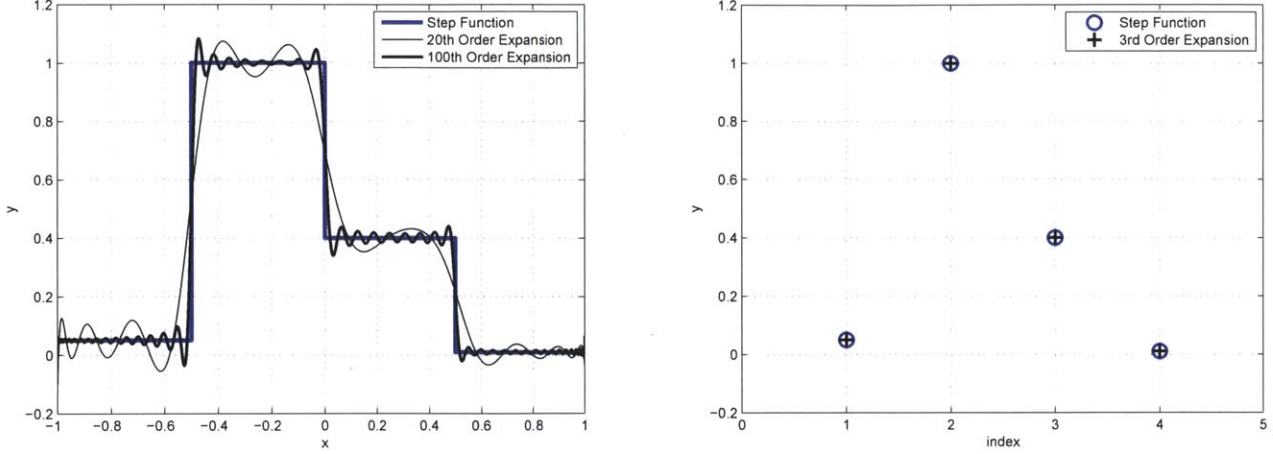 Step Function
20th Order Expansion
100th Order Expansion
1.2
1
0.8
0.6
0.4
0.2
0
−0.2
y
−1 −0.8 −0.6 −0.4 −0.2 0 0.2 0.4 0.6 0.8 1
x
Step Function
3rd Order Expansion
1.2
1
0.8
0.6
0.4
0.2
0
−0.2
y
0 1 2 3 4 5
index